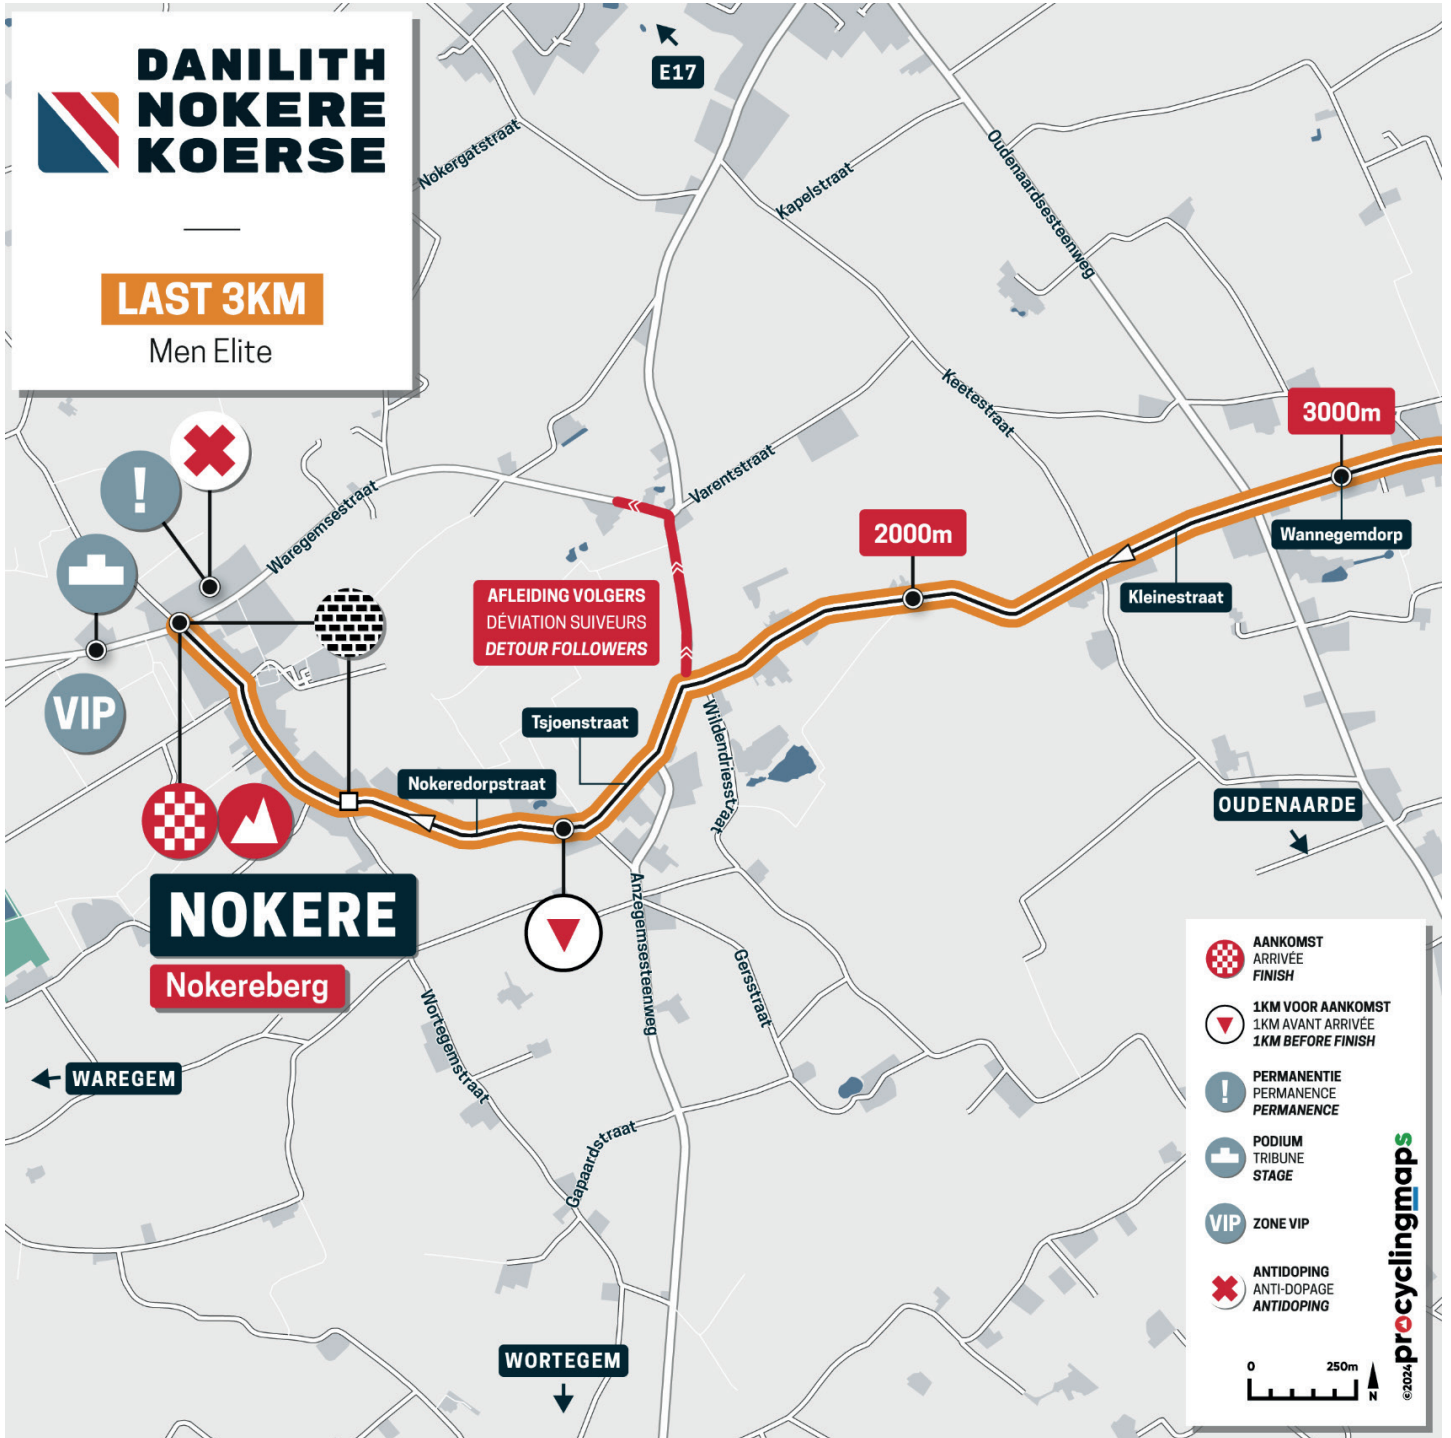 DANILITH
NOKERE
KOERSE
LAST 3KM
Men Elite
E17
Nokergatstraat
Kapelstraat
Oudenaardsesteenweg
Keetestraat
3000m
Wannegemdorp
Varentstraat
Waregemsestraat
2000m
Kleinestraat
AFLEIDING VOLGERS
DÉVIATION SUIVEURS
DETOUR FOLLOWERS
!
VIP
Tsjoenstraat
Wildendriesstraat
Nokeredorpstraat
OUDENAARDE
NOKERE
Nokereberg
Anzegemsesteenweg
Gersstraat
Wortegemstraat
WAREGEM
Gapaardstraat
WORTEGEM
AANKOMST
ARRIVÉE
FINISH
1KM VOOR AANKOMST
1KM AVANT ARRIVÉE
1KM BEFORE FINISH
!
PERMANENTIE
PERMANENCE
PERMANENCE
PODIUM
TRIBUNE
STAGE
VIP
ZONE VIP
ANTIDOPING
ANTI-DOPAGE
ANTIDOPING
0 250m
N
©2024 procyclingmaps